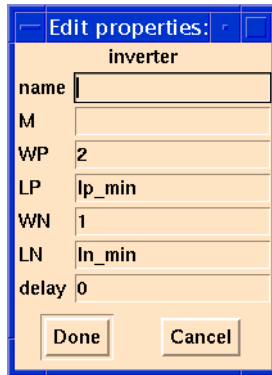 Edit properties:
inverter
name
M
WP 2
LP lp_min
WN 1
LN ln_min
delay 0
Done Cancel